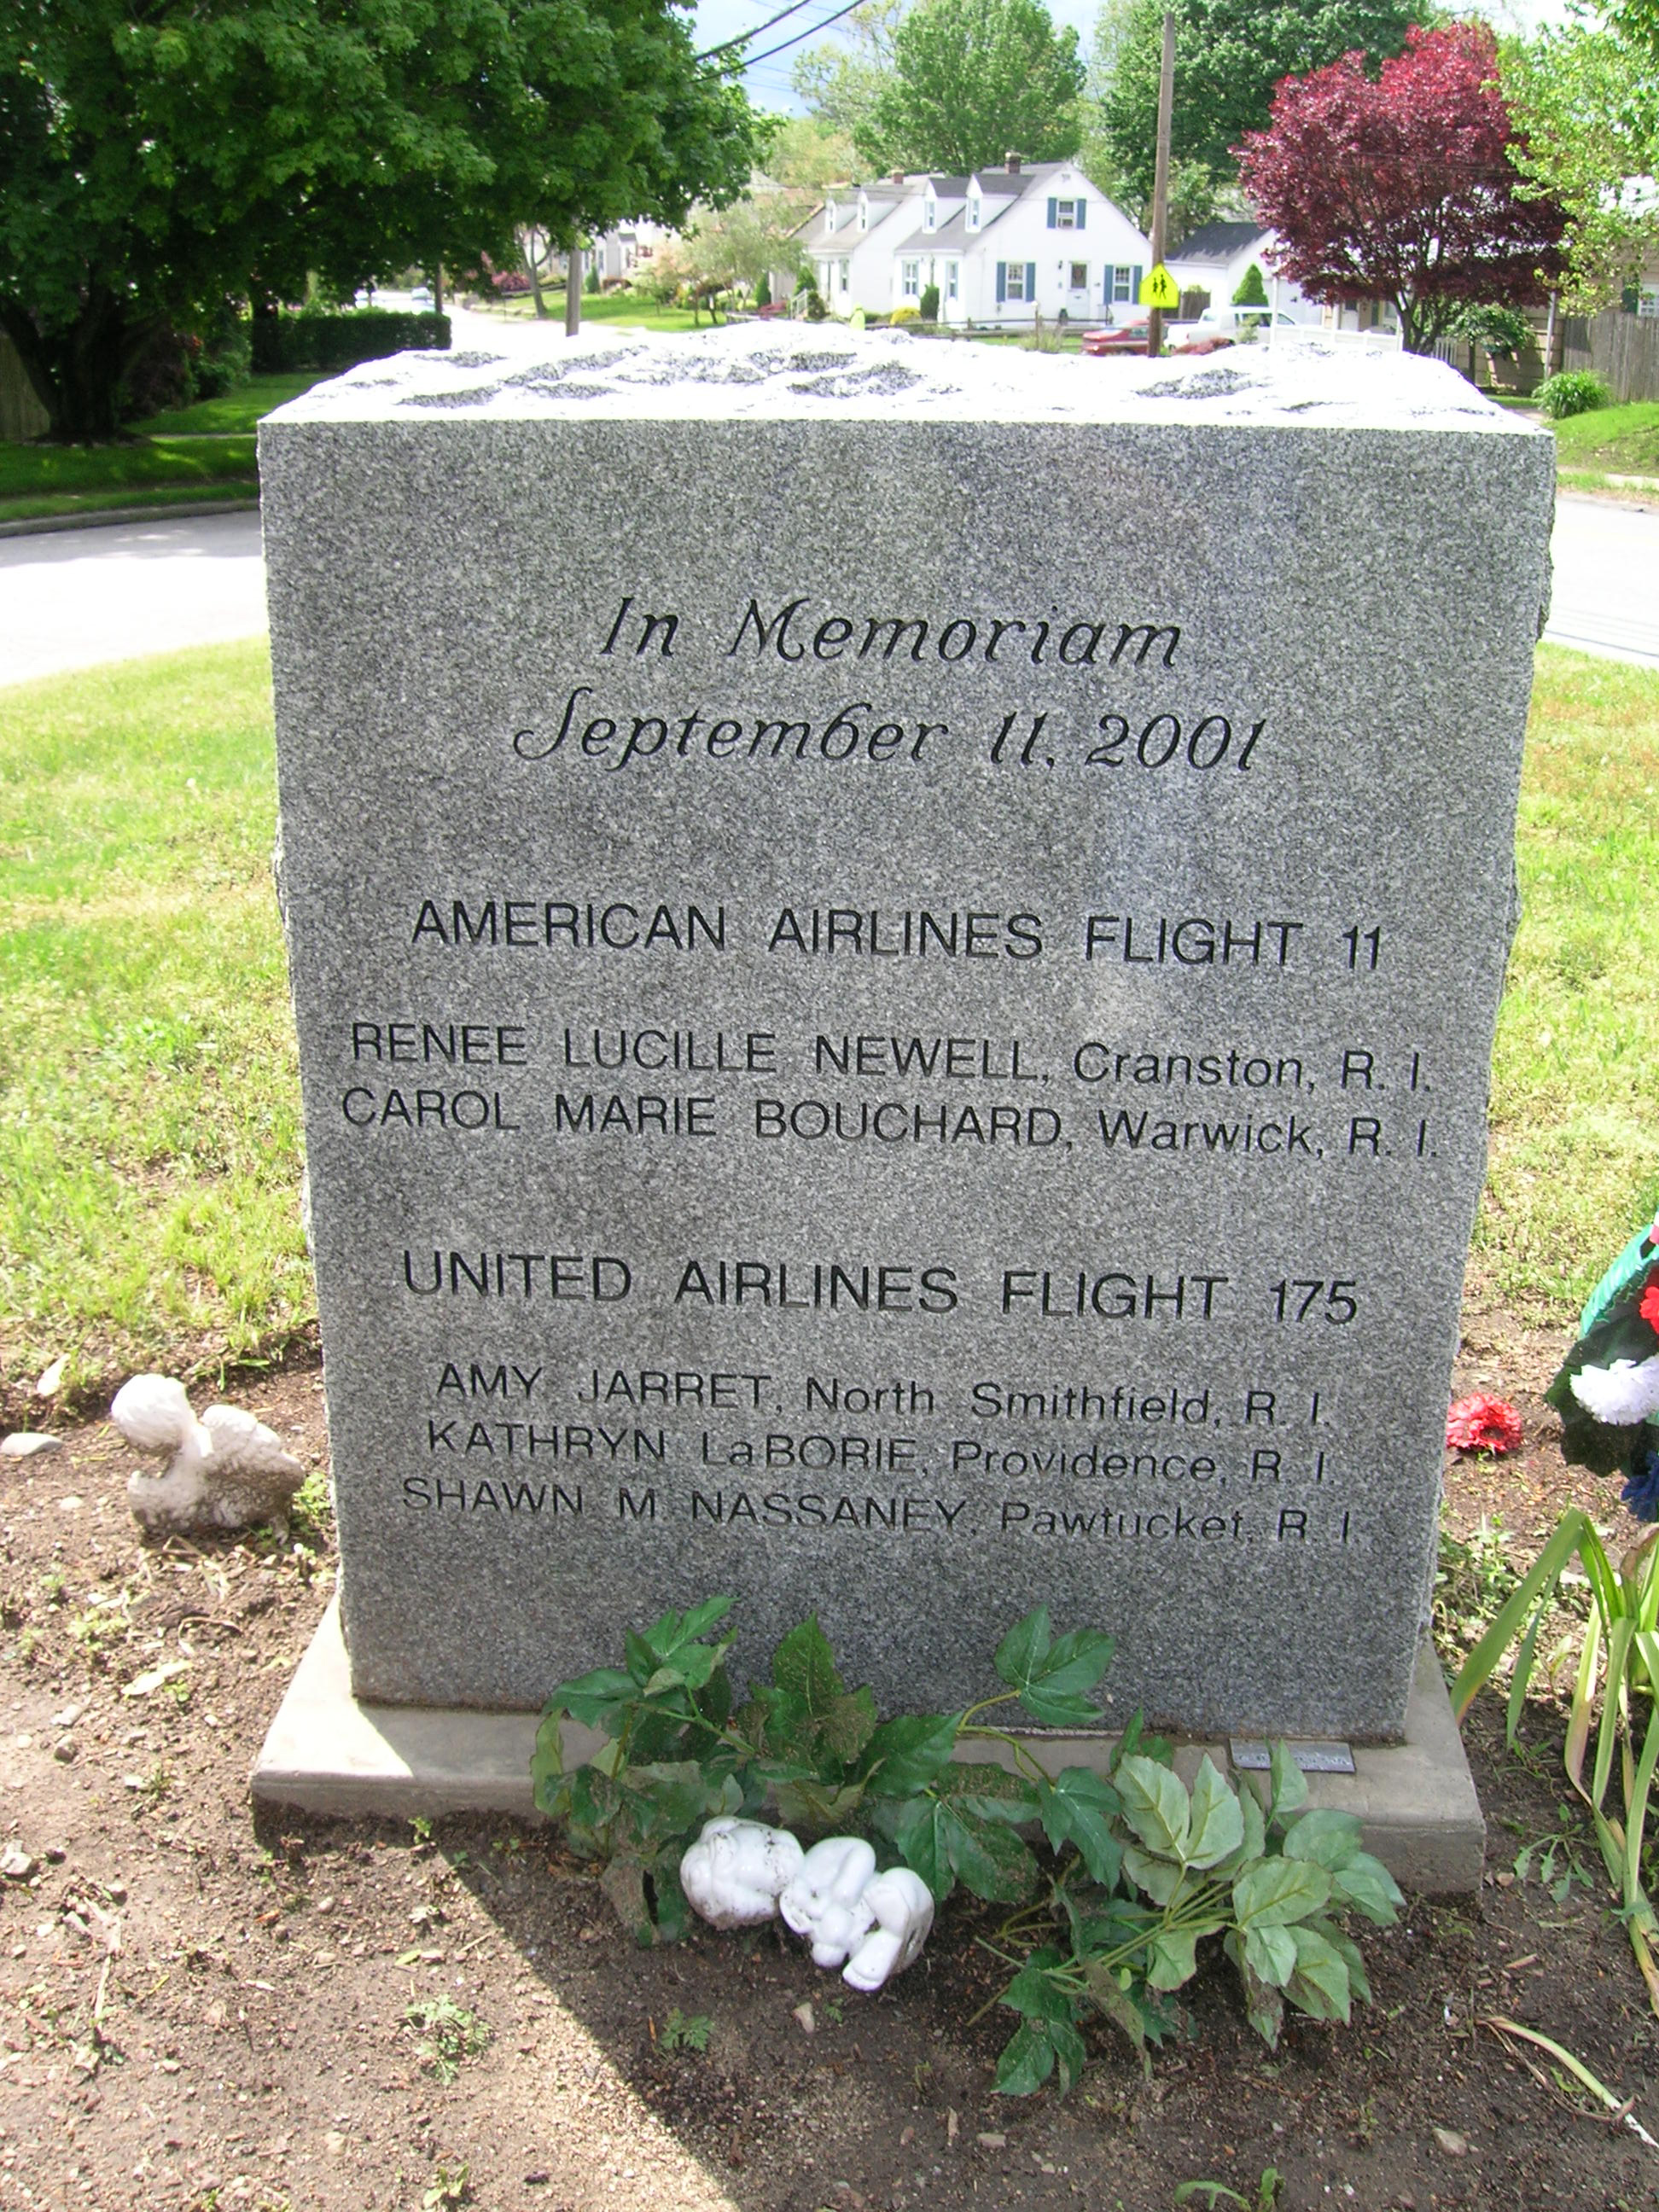 In Memoriam
September 11, 2001
AMERICAN AIRLINES FLIGHT 11
RENEE LUCILLE NEWELL, Cranston, R. I.
CAROL MARIE BOUCHARD, Warwick, R. I.
UNITED AIRLINES FLIGHT 175
AMY JARRET, North Smithfield, R. I.
KATHRYN LaBORIE, Providence, R. I.
SHAWN M. NASSANEY, Pawtucket, R. I.